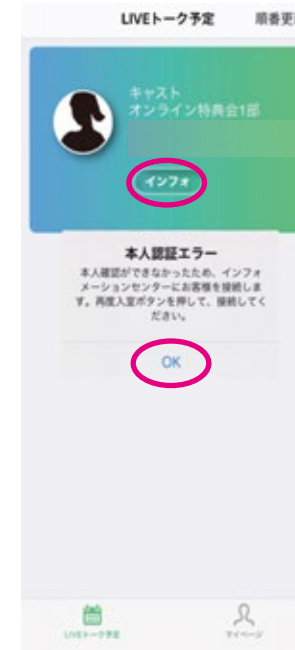 LIVEトーク予定 順番更
キャスト
オンライン特典会1部
インフォ
本人認証エラー
本人確認ができなかったため、インフォ
メーションセンターにお客様を接続しま
す。再度入室ボタンを押して、接続してく
ださい。
OK
LIVEトーク予定 マイページ